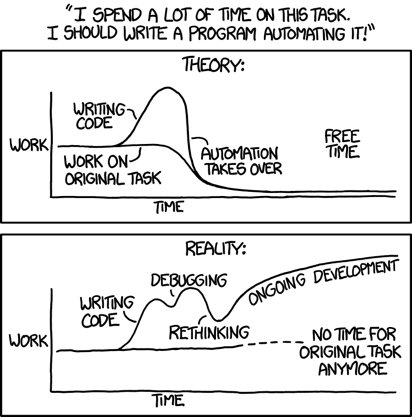 "I SPEND A LOT OF TIME ON THIS TASK.
I SHOULD WRITE A PROGRAM AUTOMATING IT!"
THEORY:
WRITING
CODE
WORK
WORK ON
ORIGINAL TASK
AUTOMATION
TAKES OVER
FREE
TIME
TIME
REALITY:
WRITING
CODE
DEBUGGING
RETHINKING
ONGOING DEVELOPMENT
WORK
NO TIME FOR
ORIGINAL TASK
ANYMORE
TIME